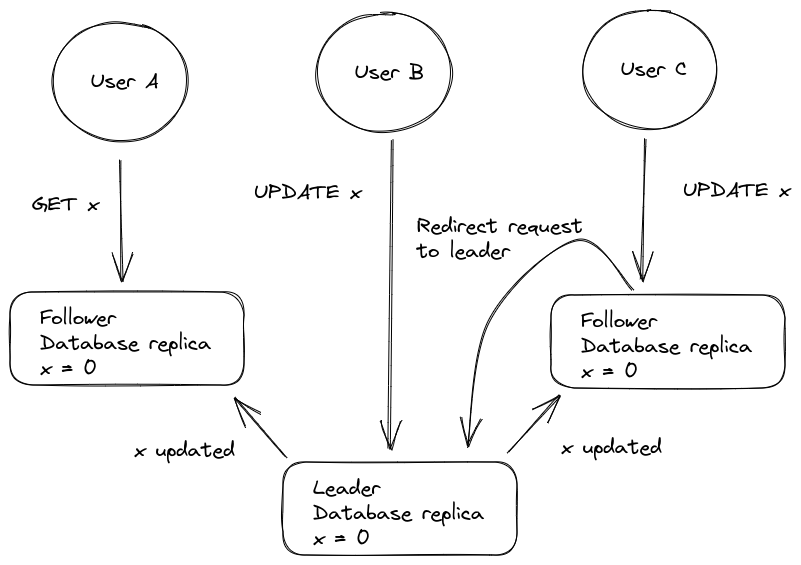 User A
User B
User C
GET x
UPDATE x
UPDATE x
Redirect request
to leader
Follower
Database replica
x = 0
Follower
Database replica
x = 0
x updated
x updated
Leader
Database replica
x = 0